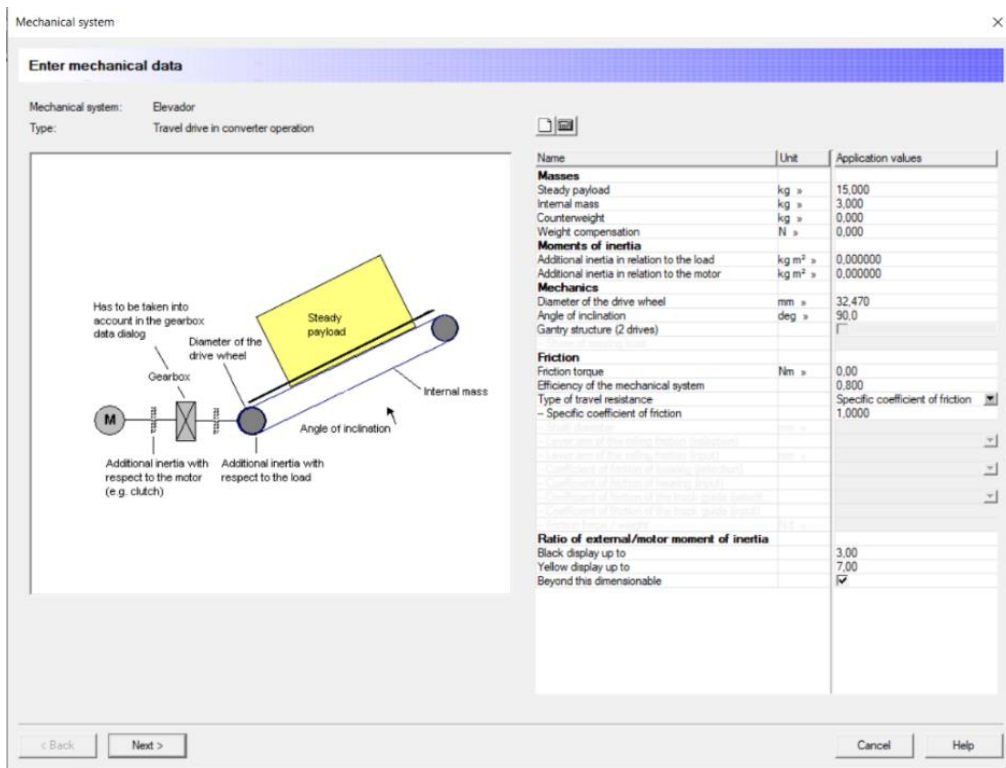 Mechanical system
Enter mechanical data
Mechanical system: Elevador
Type: Travel drive in converter operation
Has to be taken into
account in the gearbox
data dialog
Gearbox
Diameter of the
drive wheel
Steady
payload
Internal mass
Angle of inclination
M
Additional inertia with
respect to the motor
(e.g. clutch)
Additional inertia with
respect to the load
Name Unit Application values
Masses
Steady payload kg » 15,000
Internal mass kg » 3,000
Counterweight kg » 0,000
Weight compensation N » 0,000
Moments of inertia
Additional inertia in relation to the load kg m² » 0,000000
Additional inertia in relation to the motor kg m² » 0,000000
Mechanics
Diameter of the drive wheel mm » 32,470
Angle of inclination deg » 90,0
Gantry structure (2 drives)
Friction
Friction torque Nm » 0,00
Efficiency of the mechanical system 0,800
Type of travel resistance Specific coefficient of friction
– Specific coefficient of friction 1,0000
Ratio of external/motor moment of inertia
Black display up to 3,00
Yellow display up to 7,00
Beyond this dimensionable
< Back Next > Cancel Help